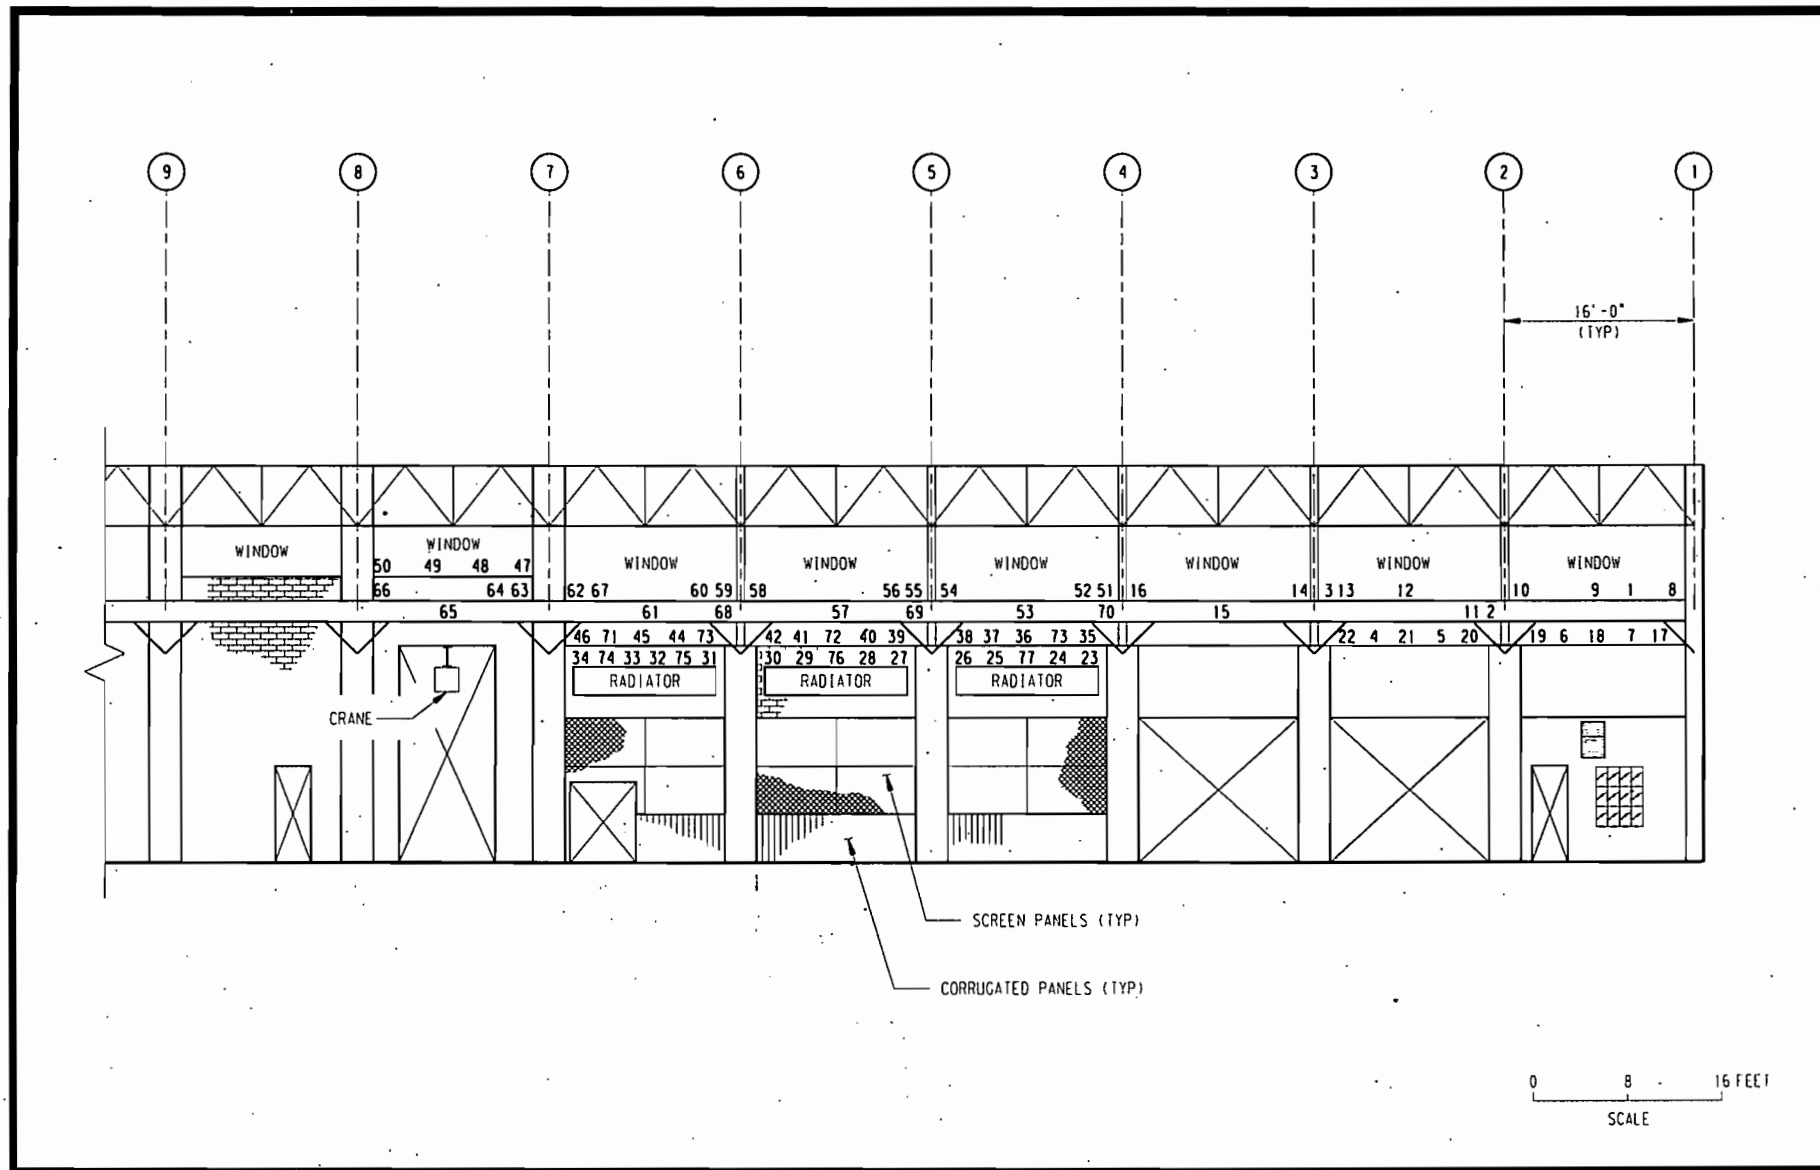 9 8 7 6 5 4 3 2 1
16'-0"
(TYP)
WINDOW WINDOW WINDOW WINDOW WINDOW WINDOW WINDOW WINDOW
50 49 48 47
66 64 63 62 67 60 59 58 56 55 54 52 51 16 14 3 13 12 10 9 1 8
65 61 68 57 69 53 70 15 11 2
46 71 45 44 73 42 41 72 40 39 38 37 36 73 35 22 4 21 5 20 19 6 18 7 17
34 74 33 32 75 31 30 29 76 28 27 26 25 77 24 23
RADIATOR RADIATOR RADIATOR
CRANE
SCREEN PANELS (TYP)
CORRUGATED PANELS (TYP)
0 8 16 FEET
SCALE